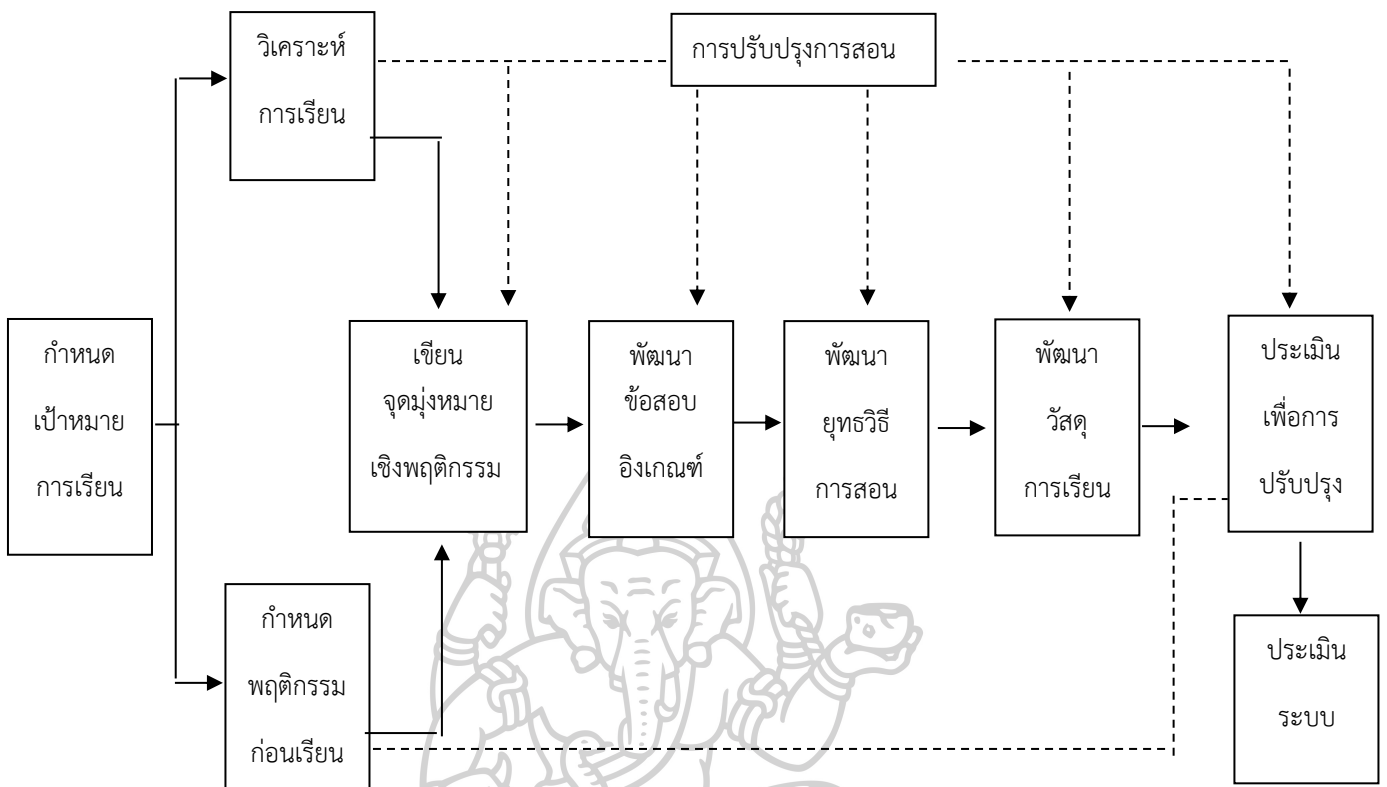 วิเคราะห์
การเรียน
การปรับปรุงการสอน
กำหนด
เป้าหมาย
การเรียน
เขียน
จุดมุ่งหมาย
เชิงพฤติกรรม
พัฒนา
ข้อสอบ
อิงเกณฑ์
พัฒนา
ยุทธวิธี
การสอน
พัฒนา
วัสดุ
การเรียน
ประเมิน
เพื่อการ
ปรับปรุง
กำหนด
พฤติกรรม
ก่อนเรียน
ประเมิน
ระบบ